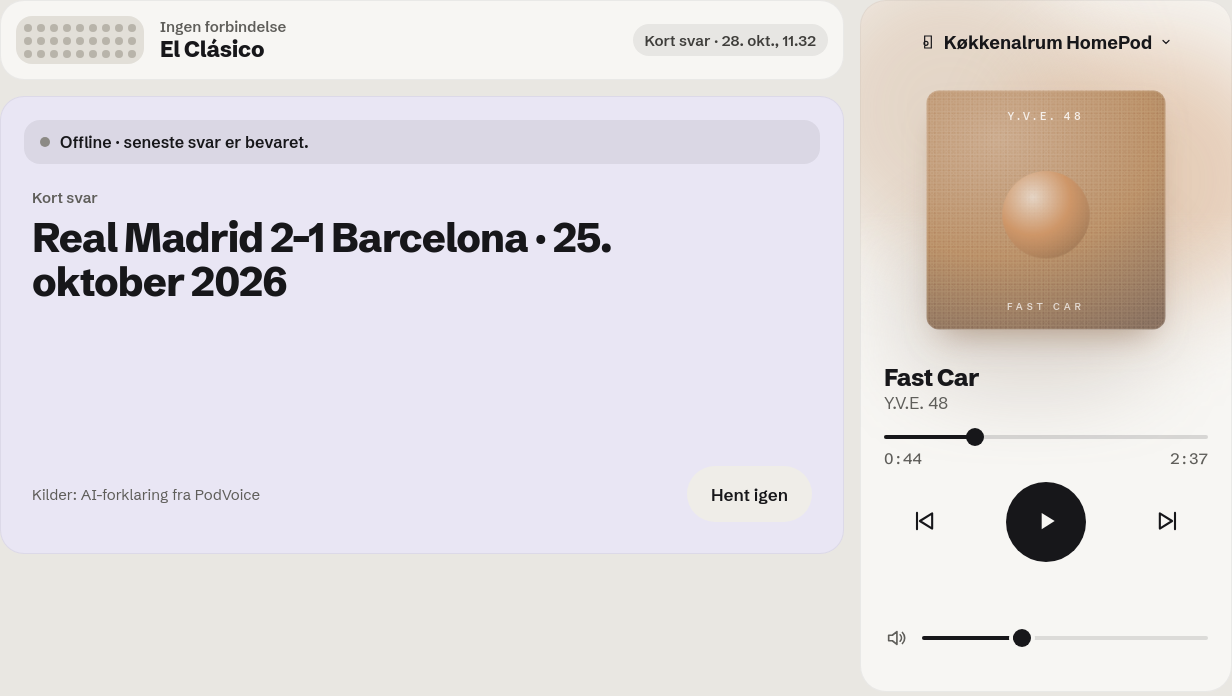 Ingen forbindelse
El Clásico
Kort svar · 28. okt., 11.32
Offline · seneste svar er bevaret.
Kort svar
Real Madrid 2–1 Barcelona · 25.
oktober 2026
Kilder: AI-forklaring fra PodVoice
Hent igen
Køkkenalrum HomePod
Y.V.E. 48
FAST CAR
Fast Car
Y.V.E. 48
0:44
2:37